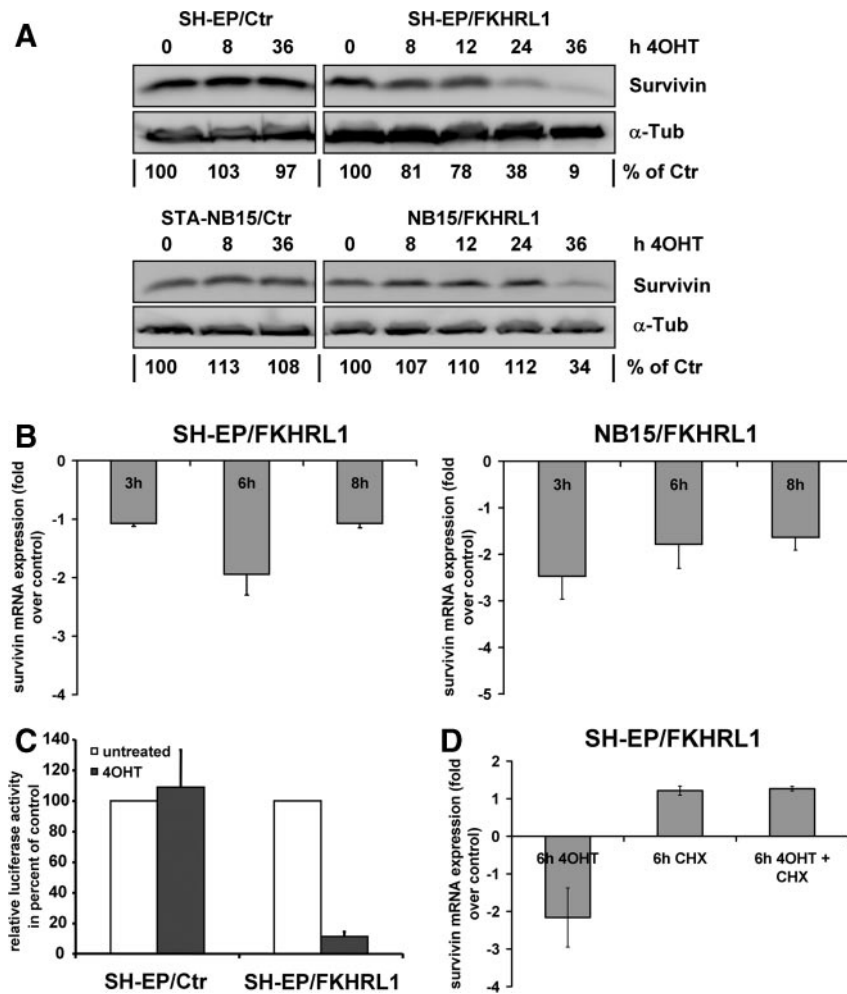 A
SH-EP/Ctr SH-EP/FKHRL1
0 8 36 0 8 12 24 36 h 4OHT
Survivin
α-Tub
100 103 97 100 81 78 38 9 % of Ctr
STA-NB15/Ctr NB15/FKHRL1
0 8 36 0 8 12 24 36 h 4OHT
Survivin
α-Tub
100 113 108 100 107 110 112 34 % of Ctr
B
SH-EP/FKHRL1
survivin mRNA expression (fold
over control)
0
-1
-2
-3
-4
3h 6h 8h
NB15/FKHRL1
survivin mRNA expression (fold
over control)
0
-1
-2
-3
-4
-5
3h 6h 8h
C
relative luciferase activity
in percent of control
140
120
100
80
60
40
20
0
untreated
4OHT
SH-EP/Ctr SH-EP/FKHRL1
D
SH-EP/FKHRL1
survivin mRNA expression (fold
over control)
2
1
0
-1
-2
-3
-4
6h 4OHT 6h CHX 6h 4OHT +
CHX